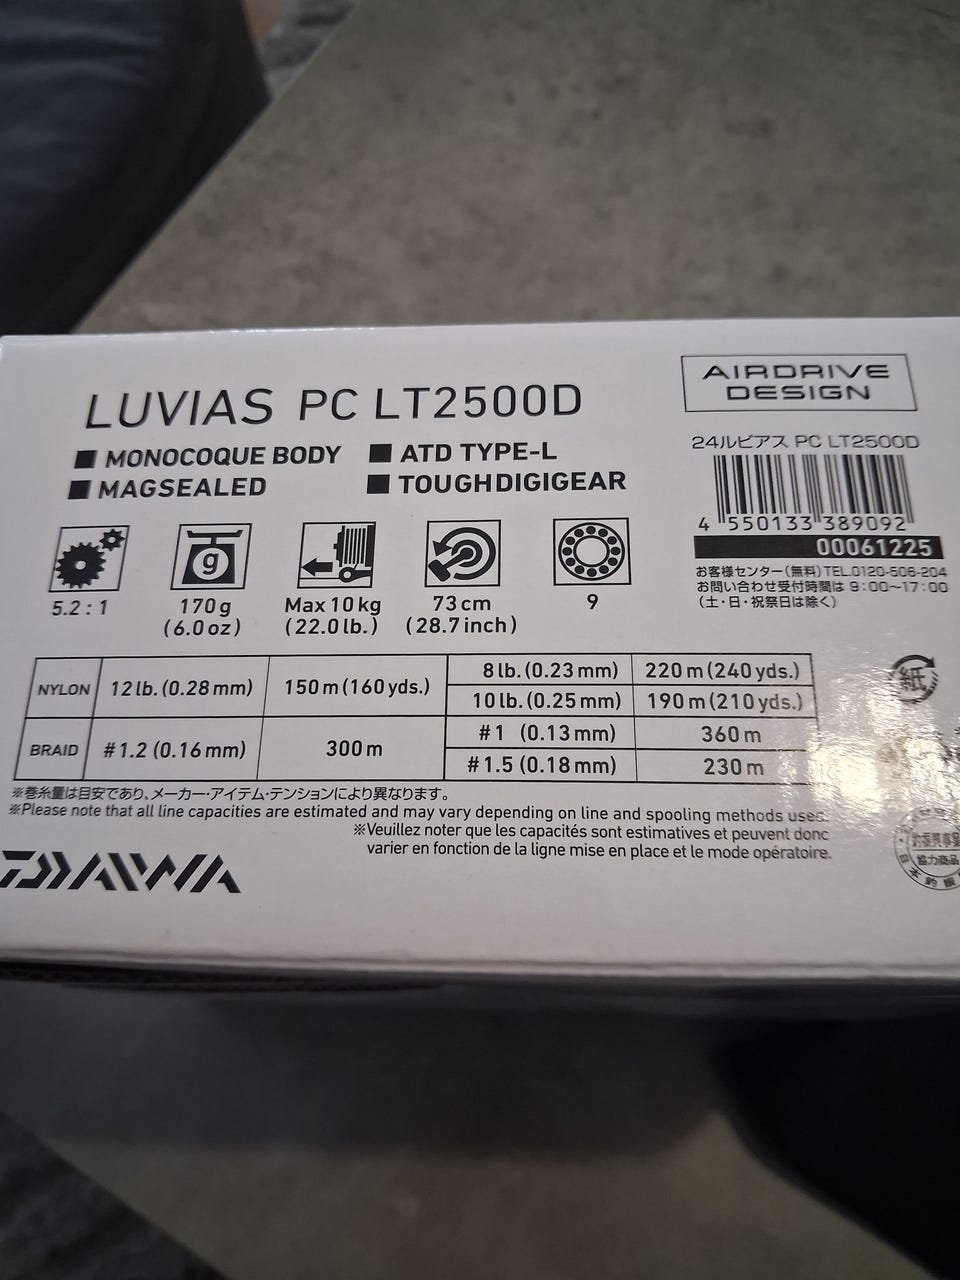 AIRDRIVE
DESIGN
LUVIAS PC LT2500D
■ MONOCOQUE BODY ■ ATD TYPE-L
■ MAGSEALED ■ TOUGHDIGIGEAR
24ルビアス PC LT2500D
4 550133 389092
00061225
お客様センター(無料)TEL.0120-506-204
お問い合わせ受付時間は 9:00~17:00
(土・日・祝祭日は除く)
g
5.2 : 1
170 g
(6.0 oz)
Max 10 kg
(22.0 lb.)
73 cm
(28.7 inch)
9
NYLON 12 lb. (0.28 mm) 150 m (160 yds.)
8 lb. (0.23 mm) 220 m (240 yds.)
10 lb. (0.25 mm) 190 m (210 yds.)
BRAID #1.2 (0.16 mm) 300 m
#1 (0.13 mm) 360 m
#1.5 (0.18 mm) 230 m
紙
※巻糸量は目安であり、メーカー・アイテム・テンションにより異なります。
※Please note that all line capacities are estimated and may vary depending on line and spooling methods used.
※Veuillez noter que les capacités sont estimatives et peuvent donc
varier en fonction de la ligne mise en place et le mode opératoire.
DAIWA
協力商品